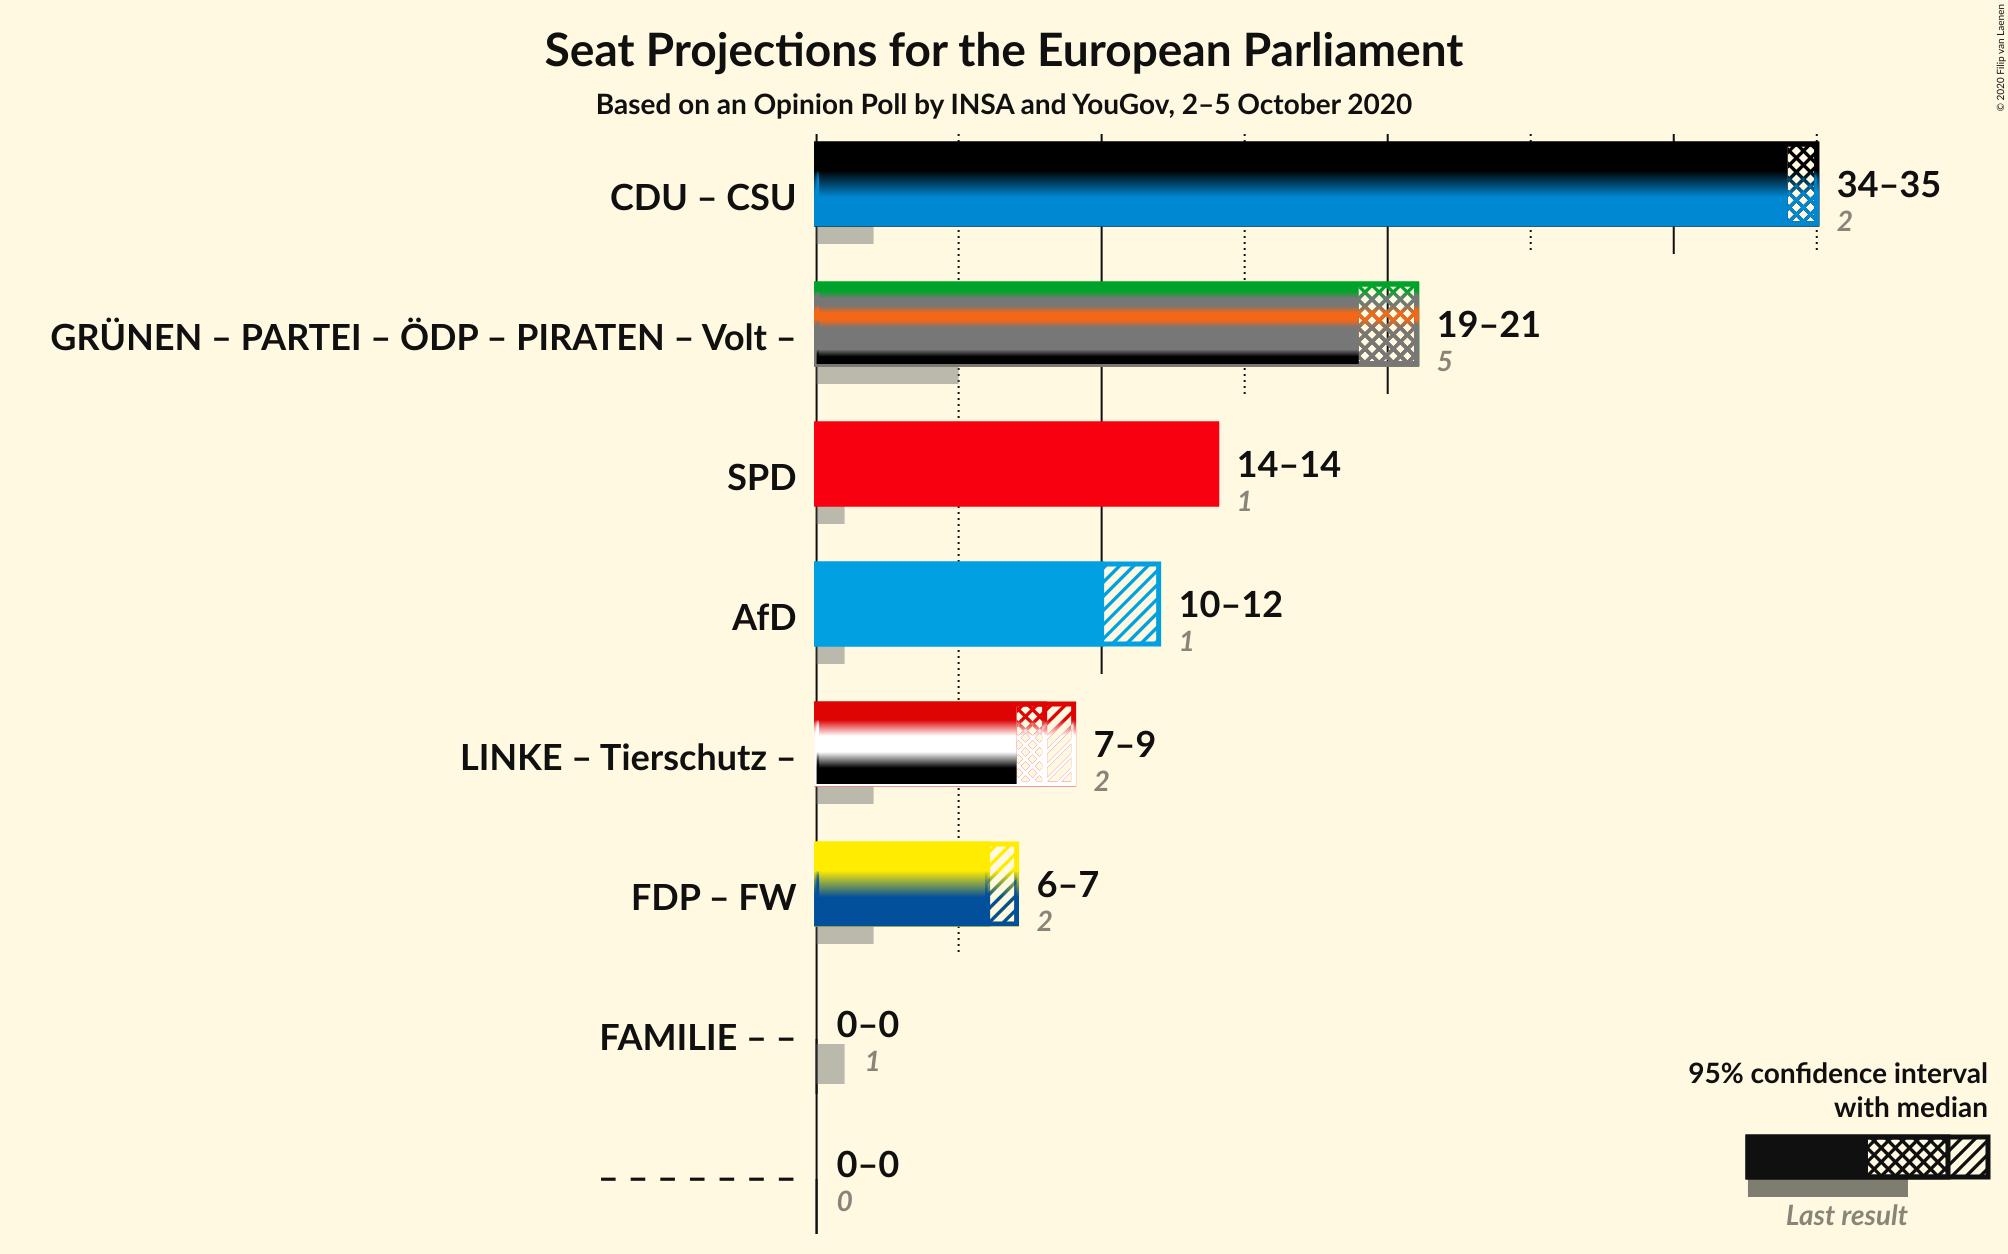 Seat Projections for the European Parliament
Based on an Opinion Poll by INSA and YouGov, 2–5 October 2020
© 2020 Filip van Laenen
CDU – CSU
34–35
2
GRÜNEN – PARTEI – ÖDP – PIRATEN – Volt –
19–21
5
SPD
14–14
1
AfD
10–12
1
LINKE – Tierschutz –
7–9
2
FDP – FW
6–7
2
FAMILIE – –
0–0
1
– – – – – – –
0–0
0
95% confidence interval
with median
Last result